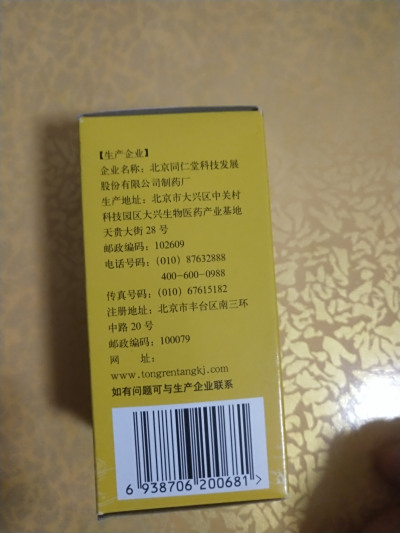 【生产企业】
企业名称：北京同仁堂科技发展
股份有限公司制药厂
生产地址：北京市大兴区中关村
科技园区大兴生物医药产业基地
天贵大街28号
邮政编码：102609
电话号码：（010）87632888
400-600-0988
传真号码：（010）67615182
注册地址：北京市丰台区南三环
中路20号
邮政编码：100079
网 址：
www.tongrentangkj.com
如有问题可与生产企业联系
6 938706 200681 >